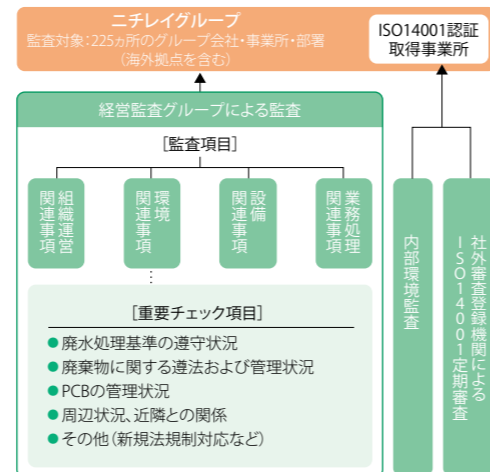 ニチレイグループ
監査対象：225ヵ所のグループ会社・事業所・部署
（海外拠点を含む）
ISO14001認証
取得事業所
経営監査グループによる監査
［監査項目］
組織運営
関連事項
環境
関連事項
設備
関連事項
業務処理
関連事項
［重要チェック項目］
●廃水処理基準の遵守状況
●廃棄物に関する遵法および管理状況
●PCBの管理状況
●周辺状況、近隣との関係
●その他（新規法規制対応など）
内部環境監査
社外審査登録機関による
ISO14001定期審査